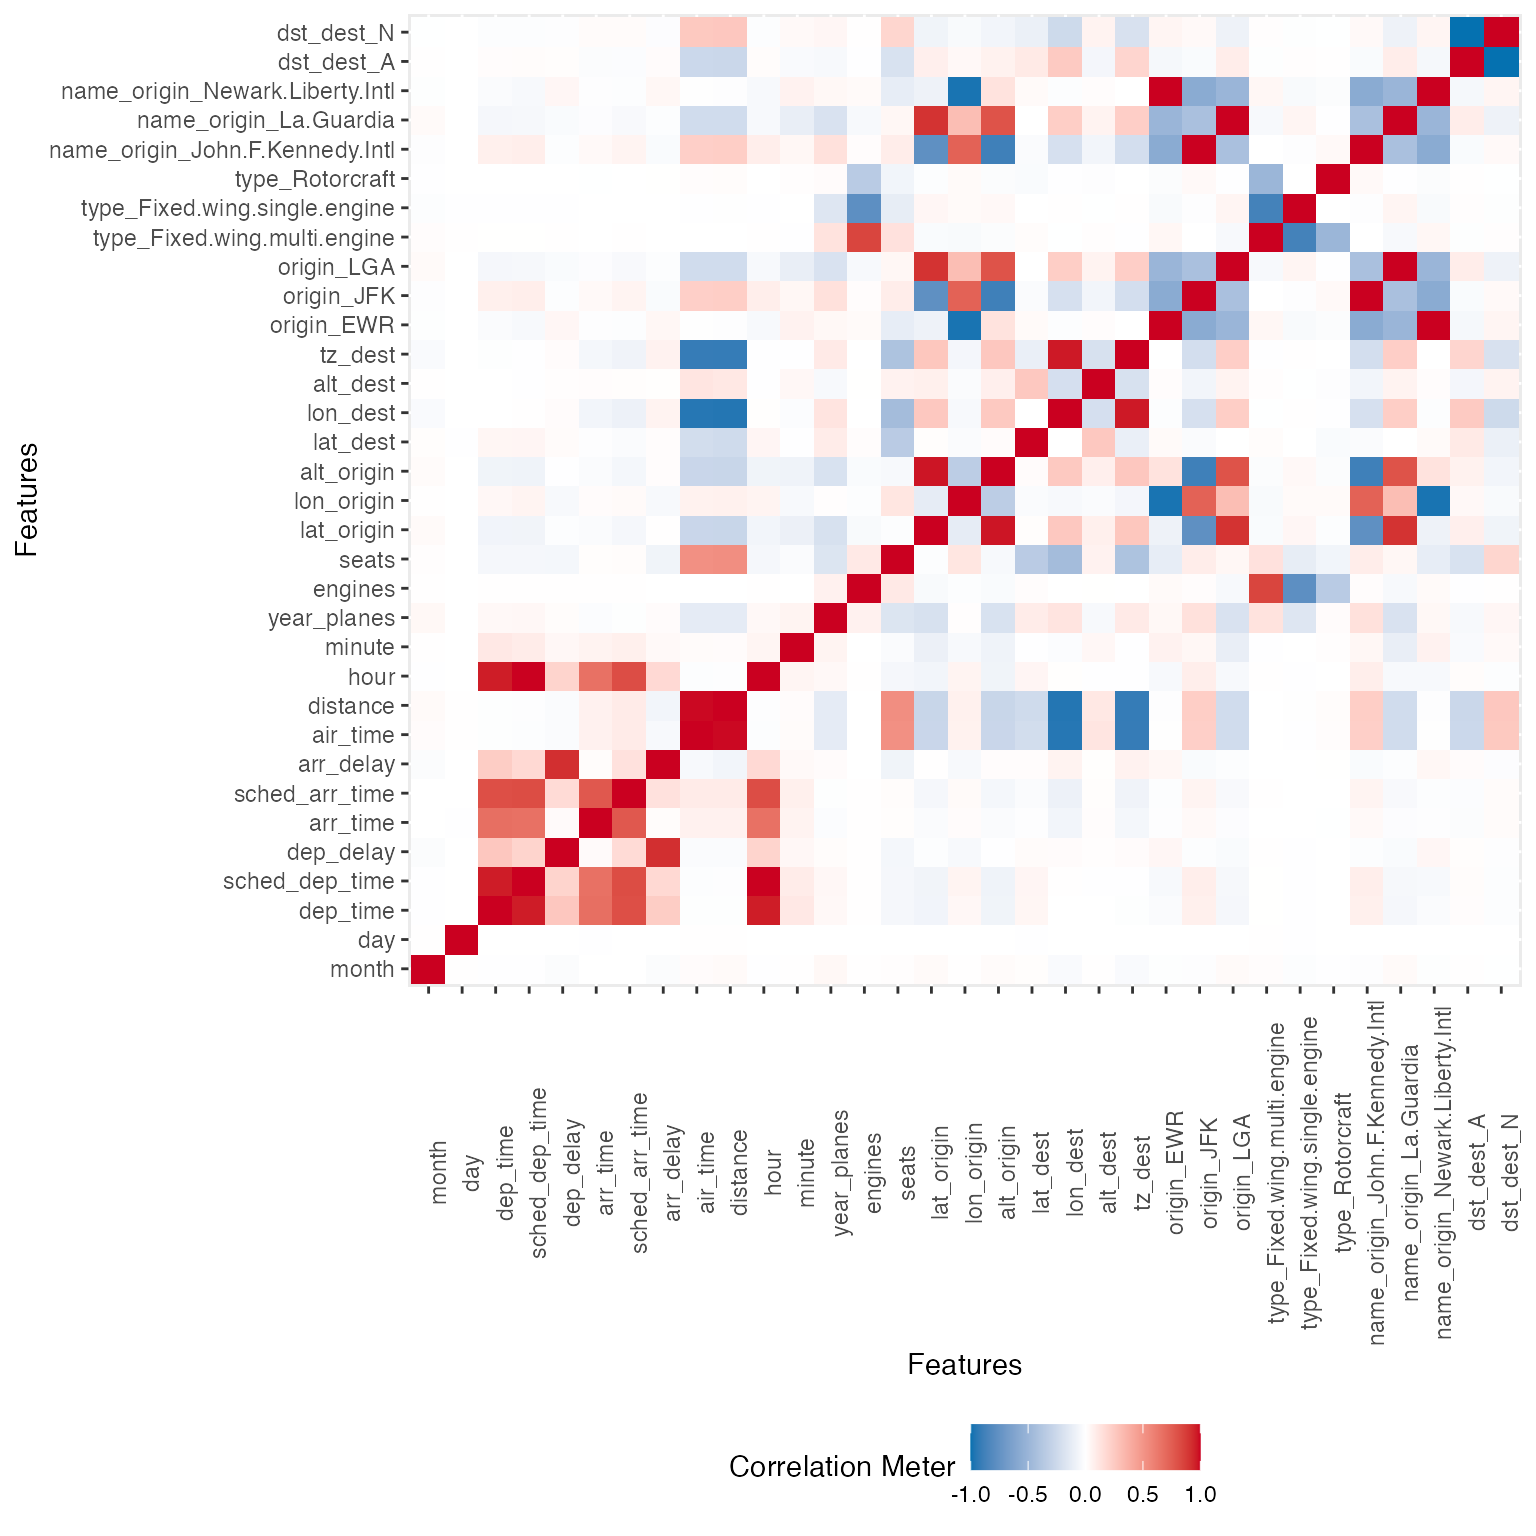 dst_dest_N
dst_dest_A
name_origin_Newark.Liberty.Intl
name_origin_La.Guardia
name_origin_John.F.Kennedy.Intl
type_Rotorcraft
type_Fixed.wing.single.engine
type_Fixed.wing.multi.engine
origin_LGA
origin_JFK
origin_EWR
tz_dest
alt_dest
lon_dest
lat_dest
alt_origin
lon_origin
lat_origin
seats
engines
year_planes
minute
hour
distance
air_time
arr_delay
sched_arr_time
arr_time
dep_delay
sched_dep_time
dep_time
day
month
Features
month
day
dep_time
sched_dep_time
dep_delay
arr_time
sched_arr_time
arr_delay
air_time
distance
hour
minute
year_planes
engines
seats
lat_origin
lon_origin
alt_origin
lat_dest
lon_dest
alt_dest
tz_dest
origin_EWR
origin_JFK
origin_LGA
type_Fixed.wing.multi.engine
type_Fixed.wing.single.engine
type_Rotorcraft
name_origin_John.F.Kennedy.Intl
name_origin_La.Guardia
name_origin_Newark.Liberty.Intl
dst_dest_A
dst_dest_N
Features
Correlation Meter
-1.0 -0.5 0.0 0.5 1.0